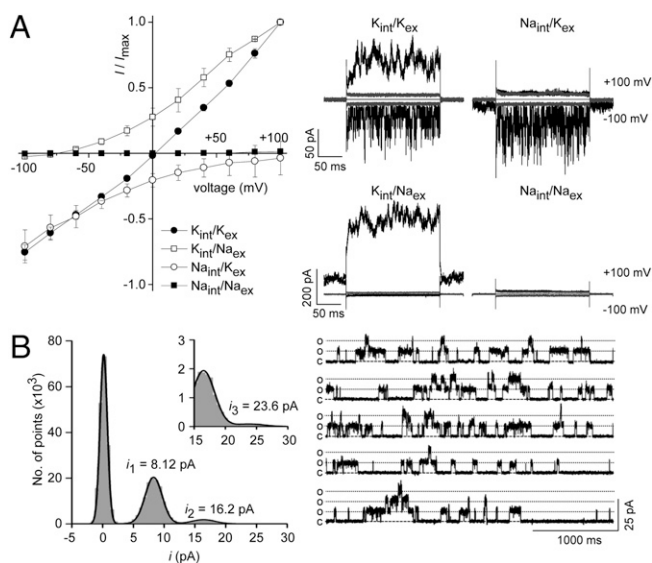 A
I / Imax
1.0
0.5
-100
-50
+50
+100
voltage (mV)
-0.5
-1.0
Kint/Kex
Kint/Naex
Naint/Kex
Naint/Naex
Kint/Kex
Naint/Kex
+100 mV
-100 mV
50 pA
50 ms
Kint/Naex
Naint/Naex
+100 mV
-100 mV
200 pA
50 ms
B
No. of points (x10³)
80
60
40
20
0
-5 0 5 10 15 20 25 30
i (pA)
i1 = 8.12 pA
i2 = 16.2 pA
3
2
1
0
15 20 25 30
i3 = 23.6 pA
o
o
c
o
o
o
c
o
o
c
o
o
c
o
o
o
c
25 pA
1000 ms